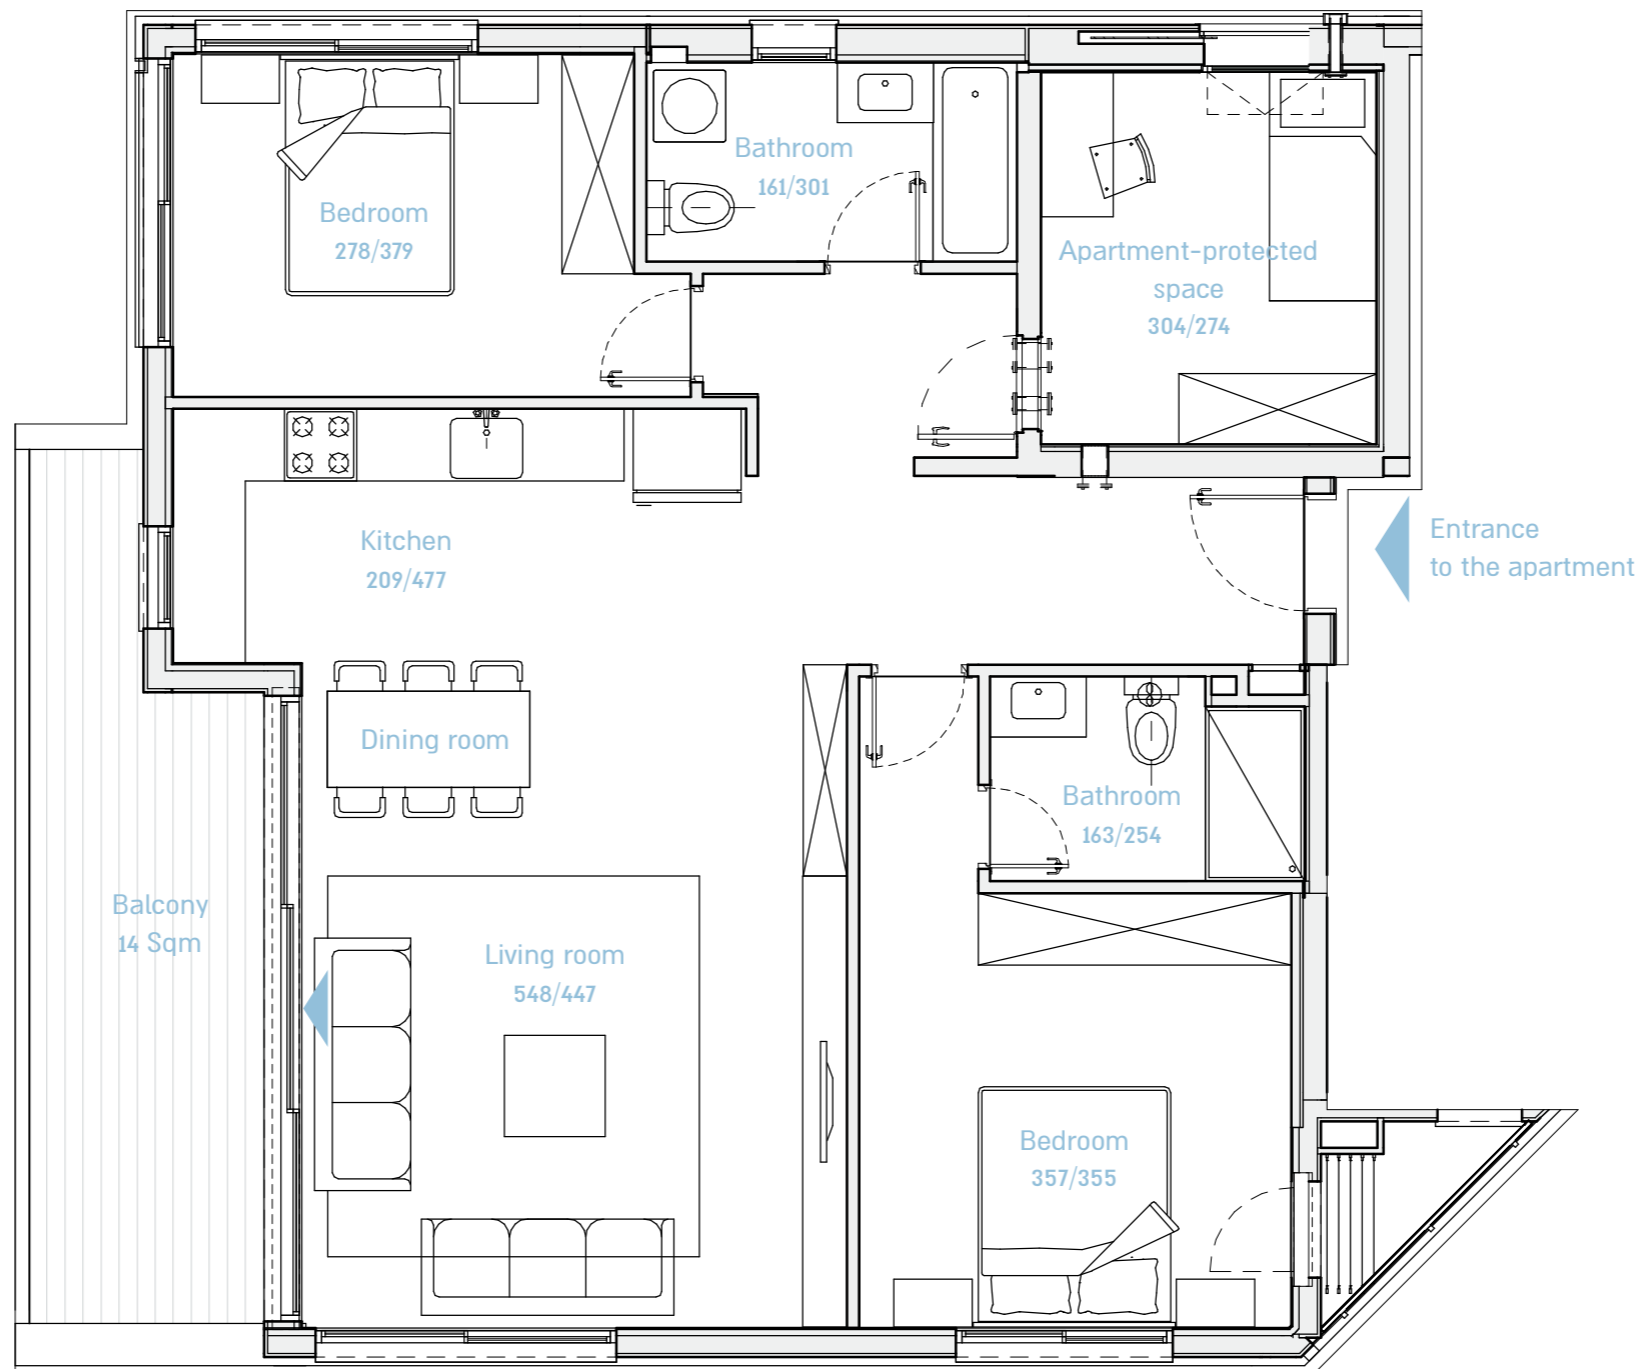 Bathroom
161/301
Bedroom
278/379
Apartment-protected
space
304/274
Kitchen
209/477
Entrance
to the apartment
Dining room
Bathroom
163/254
Balcony
14 Sqm
Living room
548/447
Bedroom
357/355